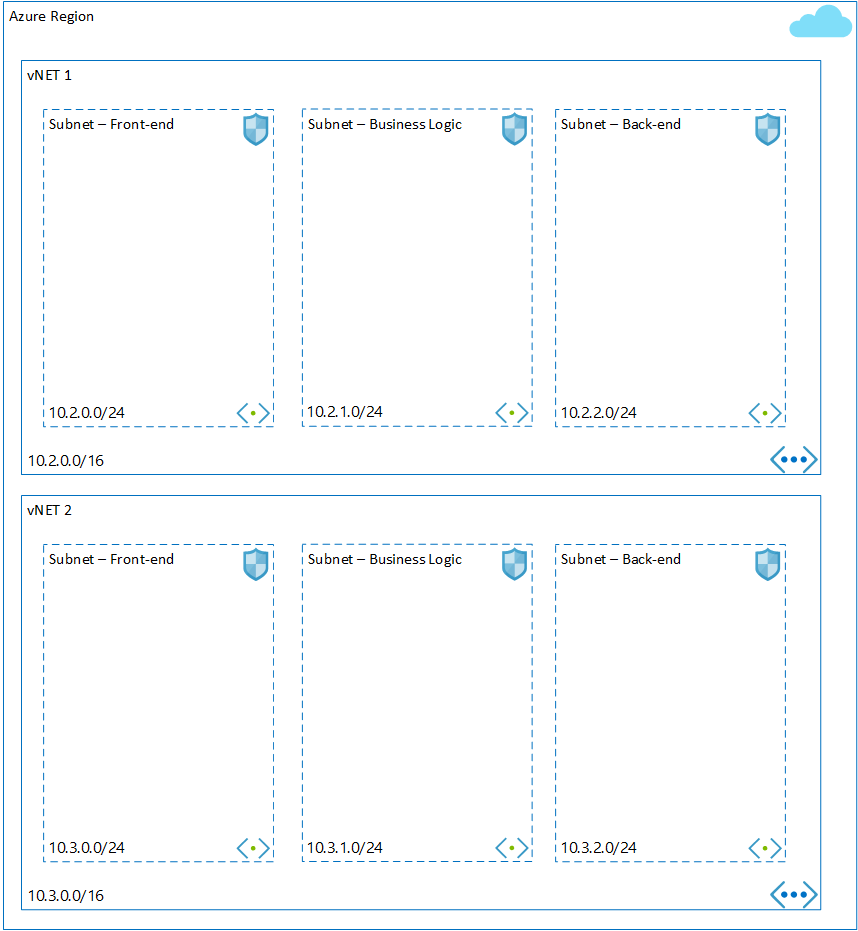 Azure Region
vNET 1
Subnet – Front-end
Subnet – Business Logic
Subnet – Back-end
10.2.0.0/24
10.2.1.0/24
10.2.2.0/24
10.2.0.0/16
vNET 2
Subnet – Front-end
Subnet – Business Logic
Subnet – Back-end
10.3.0.0/24
10.3.1.0/24
10.3.2.0/24
10.3.0.0/16